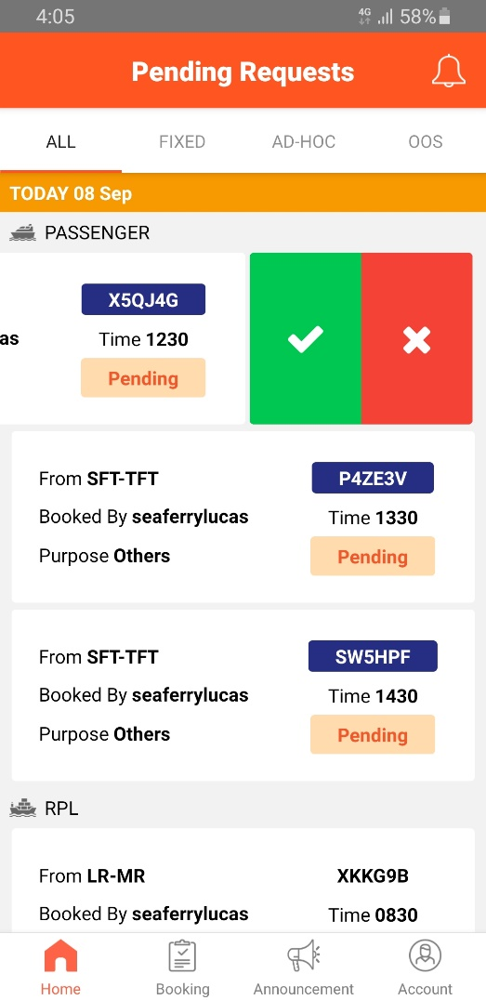 4:05 4G 58%
Pending Requests
ALL FIXED AD-HOC OOS
TODAY 08 Sep
PASSENGER
X5QJ4G
as Time 1230
Pending
From SFT-TFT P4ZE3V
Booked By seaferrylucas Time 1330
Purpose Others Pending
From SFT-TFT SW5HPF
Booked By seaferrylucas Time 1430
Purpose Others Pending
RPL
From LR-MR XKKG9B
Booked By seaferrylucas Time 0830
Home Booking Announcement Account